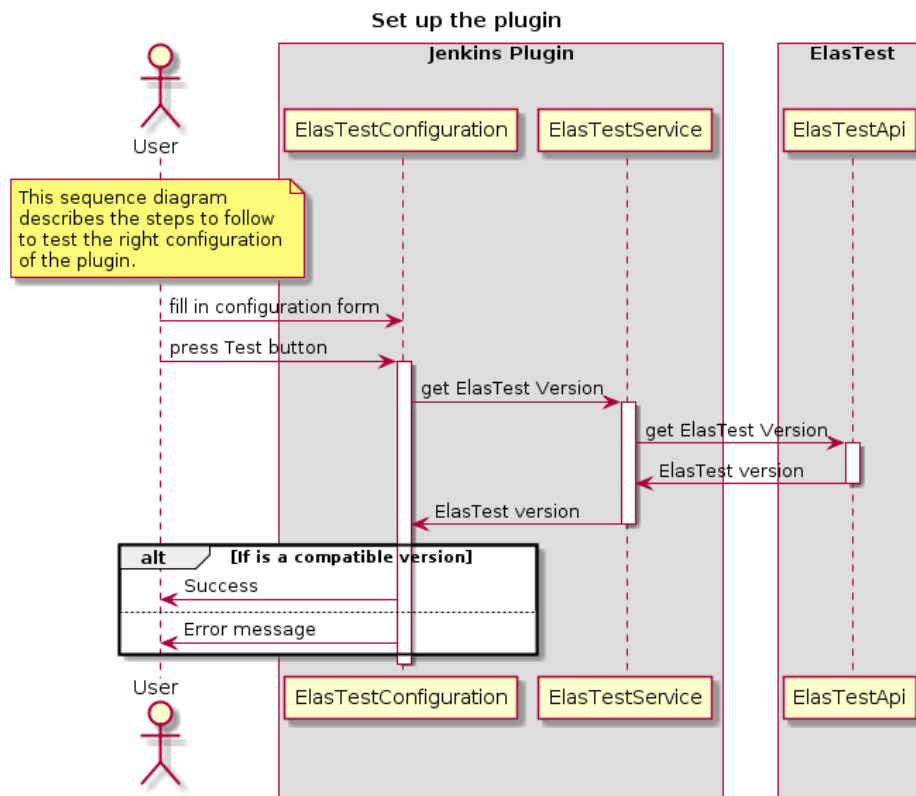 Set up the plugin
Jenkins Plugin
ElasTest
User
ElasTestConfiguration
ElasTestService
ElasTestApi
This sequence diagram
describes the steps to follow
to test the right configuration
of the plugin.
fill in configuration form
press Test button
get ElasTest Version
get ElasTest Version
ElasTest version
ElasTest version
alt
[If is a compatible version]
Success
Error message
User
ElasTestConfiguration
ElasTestService
ElasTestApi